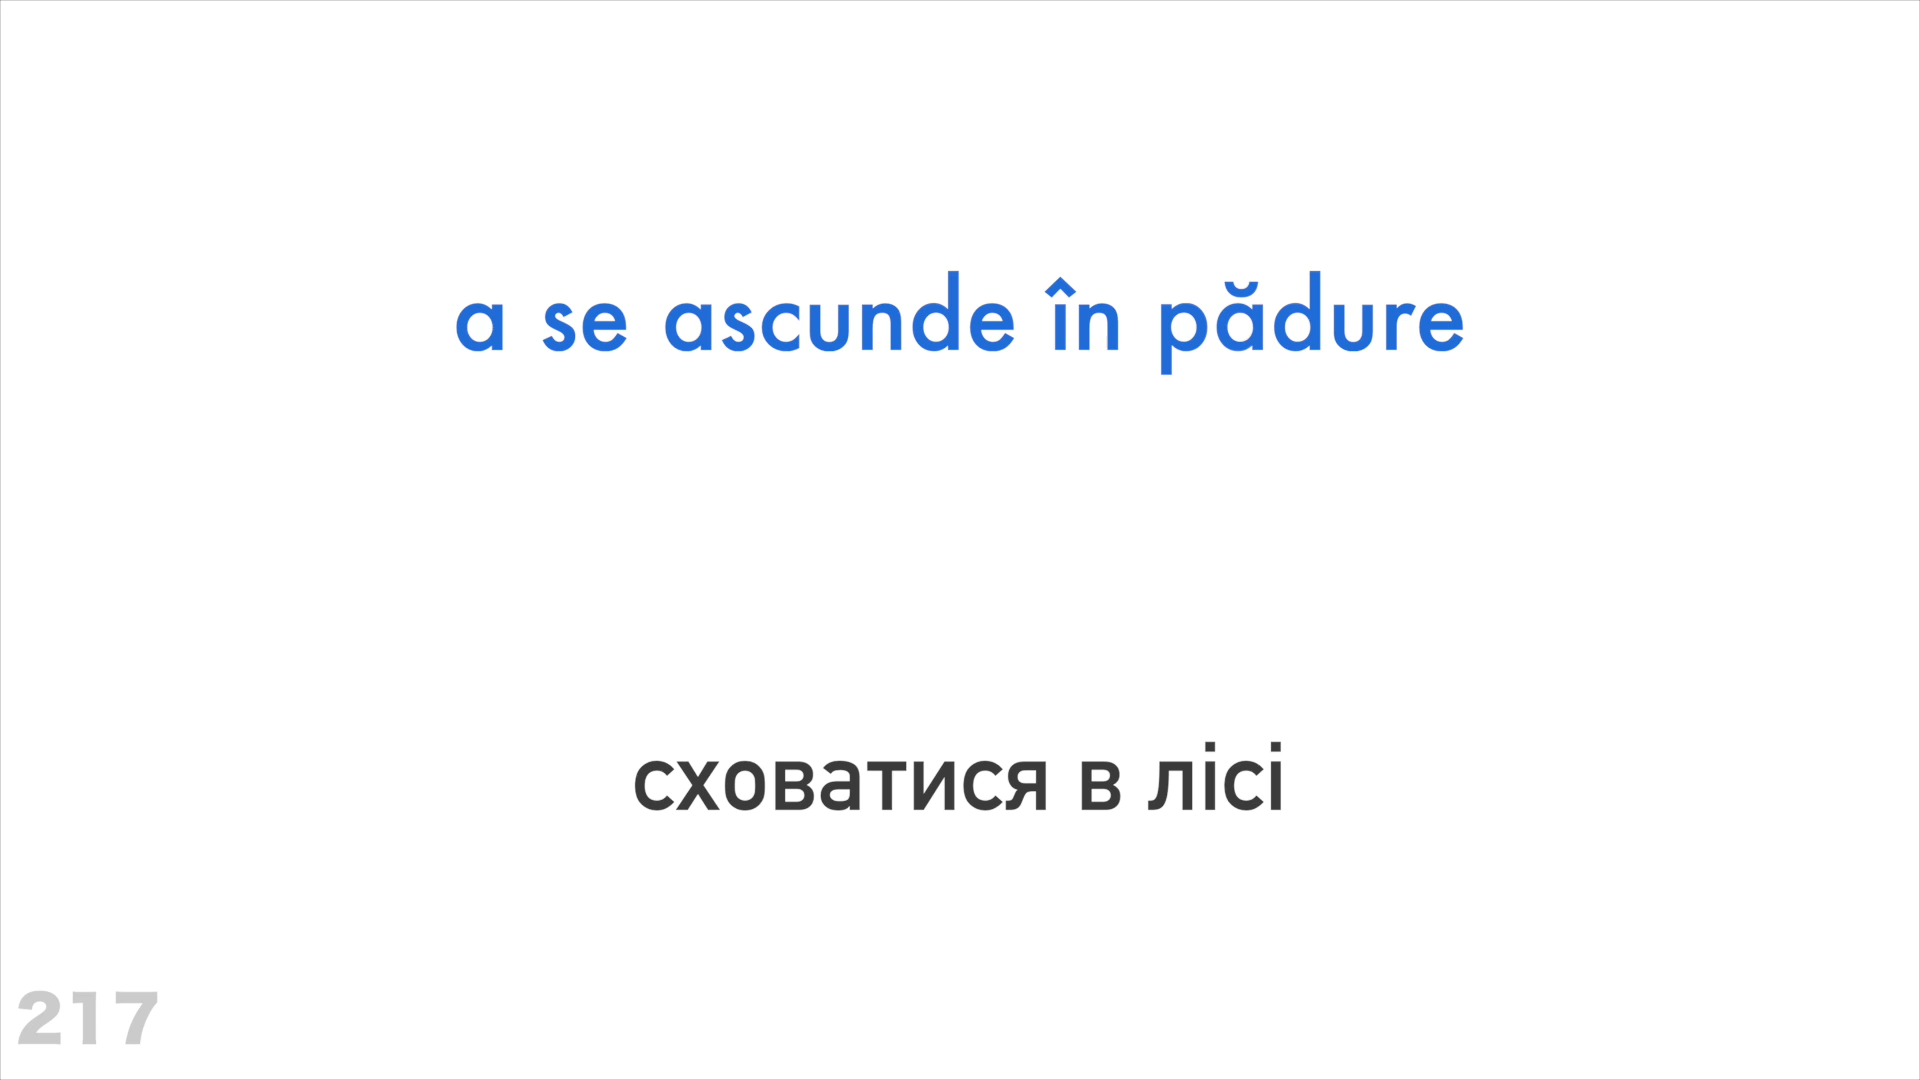 a se ascunde în pădure
сховатися в лісі
217